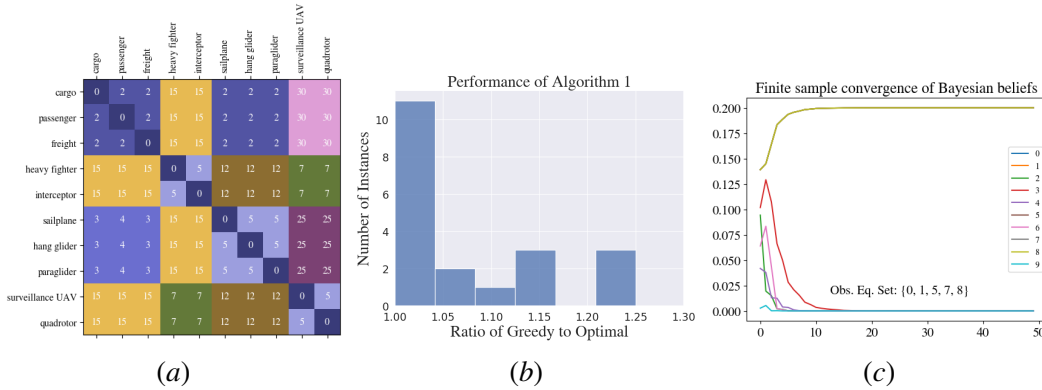 cargo
passenger
freight
heavy fighter
interceptor
sailplane
hang glider
paraglider
surveillance UAV
quadrotor
cargo 0 2 2 15 15 2 2 2 30 30
passenger 2 0 2 15 15 2 2 2 30 30
freight 2 2 0 15 15 2 2 2 30 30
heavy fighter 15 15 15 0 5 12 12 12 7 7
interceptor 15 15 15 5 0 12 12 12 7 7
sailplane 3 4 3 15 15 0 5 5 25 25
hang glider 3 4 3 15 15 5 0 5 25 25
paraglider 3 4 3 15 15 5 5 0 25 25
surveillance UAV 15 15 15 7 7 12 12 12 0 5
quadrotor 15 15 15 7 7 12 12 12 5 0
(a)
Performance of Algorithm 1
Number of Instances
10
8
6
4
2
0
1.00 1.05 1.10 1.15 1.20 1.25 1.30
Ratio of Greedy to Optimal
(b)
Finite sample convergence of Bayesian beliefs
0.200
0.175
0.150
0.125
0.100
0.075
0.050
0.025
0.000
0
1
2
3
4
5
6
7
8
9
Obs. Eq. Set: {0, 1, 5, 7, 8}
0 10 20 30 40 50
(c)